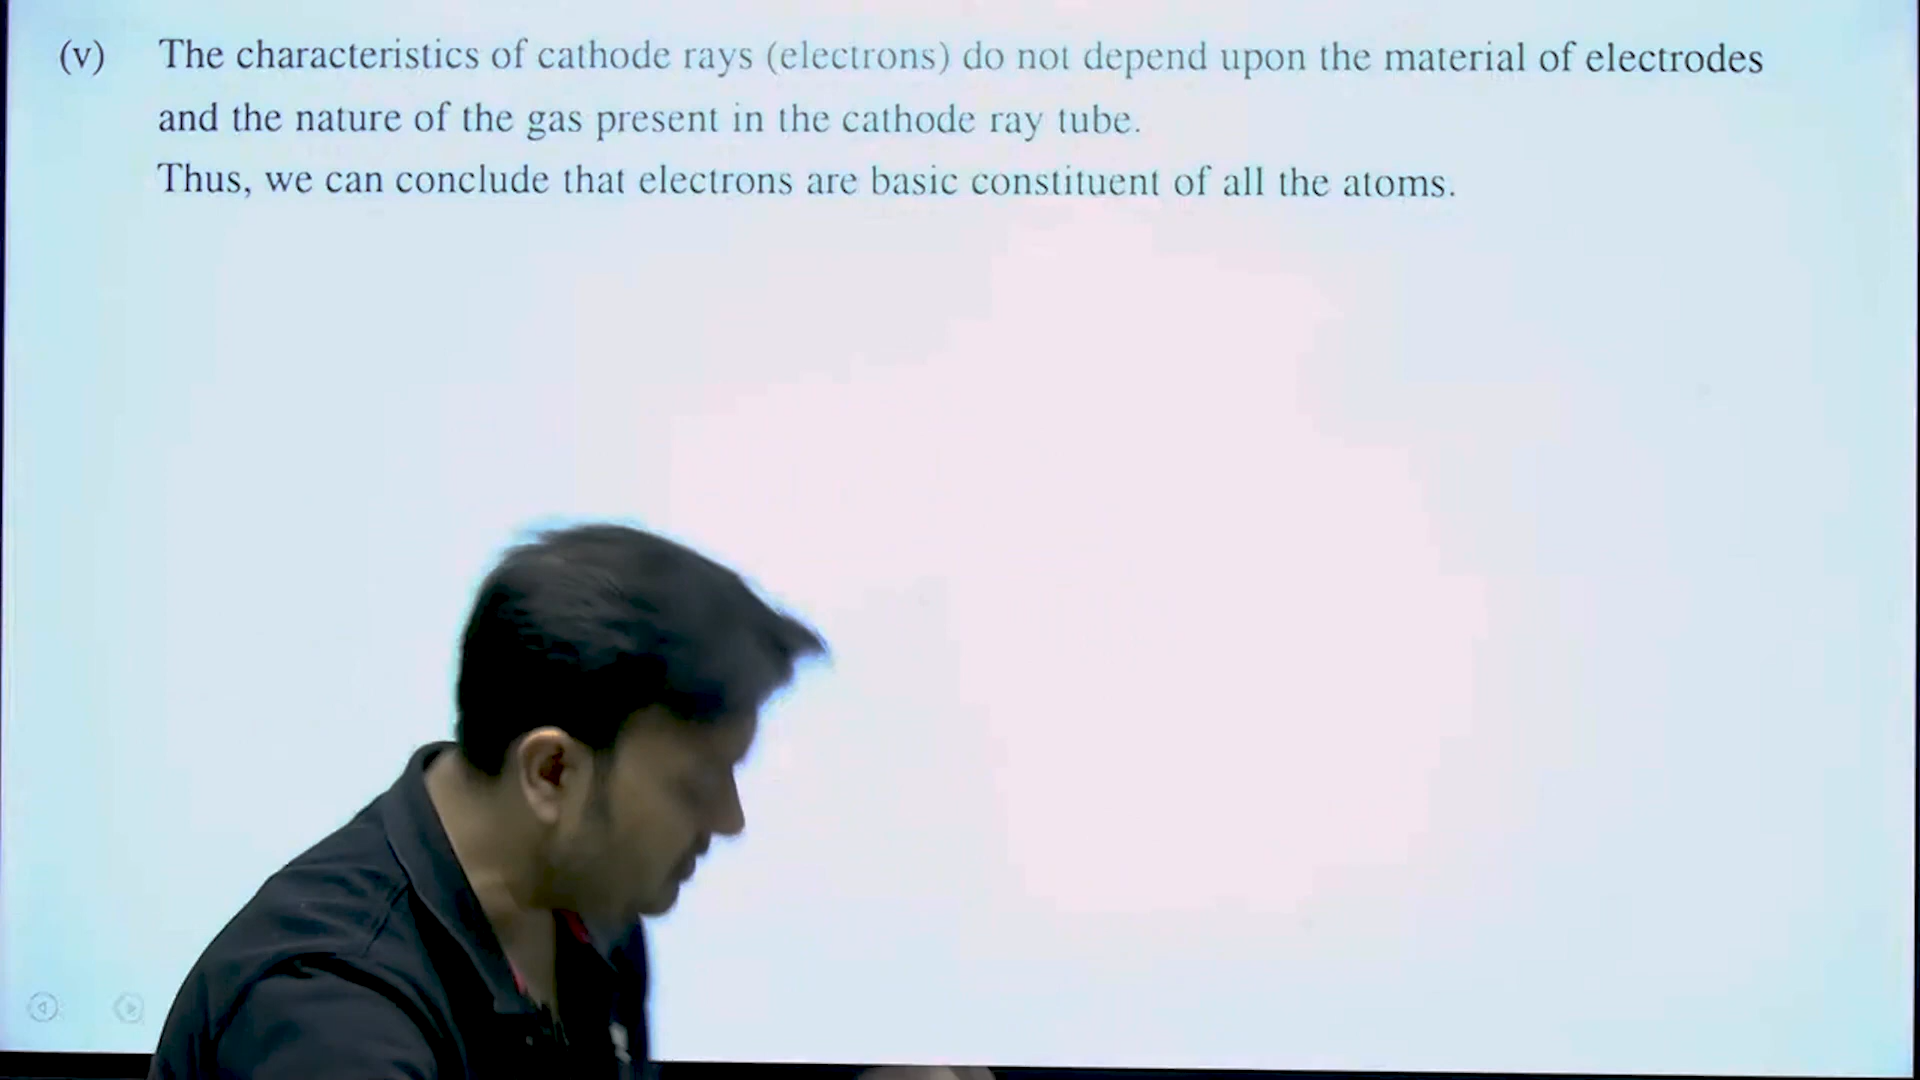 (v) The characteristics of cathode rays (electrons) do not depend upon the material of electrodes
and the nature of the gas present in the cathode ray tube.
Thus, we can conclude that electrons are basic constituent of all the atoms.